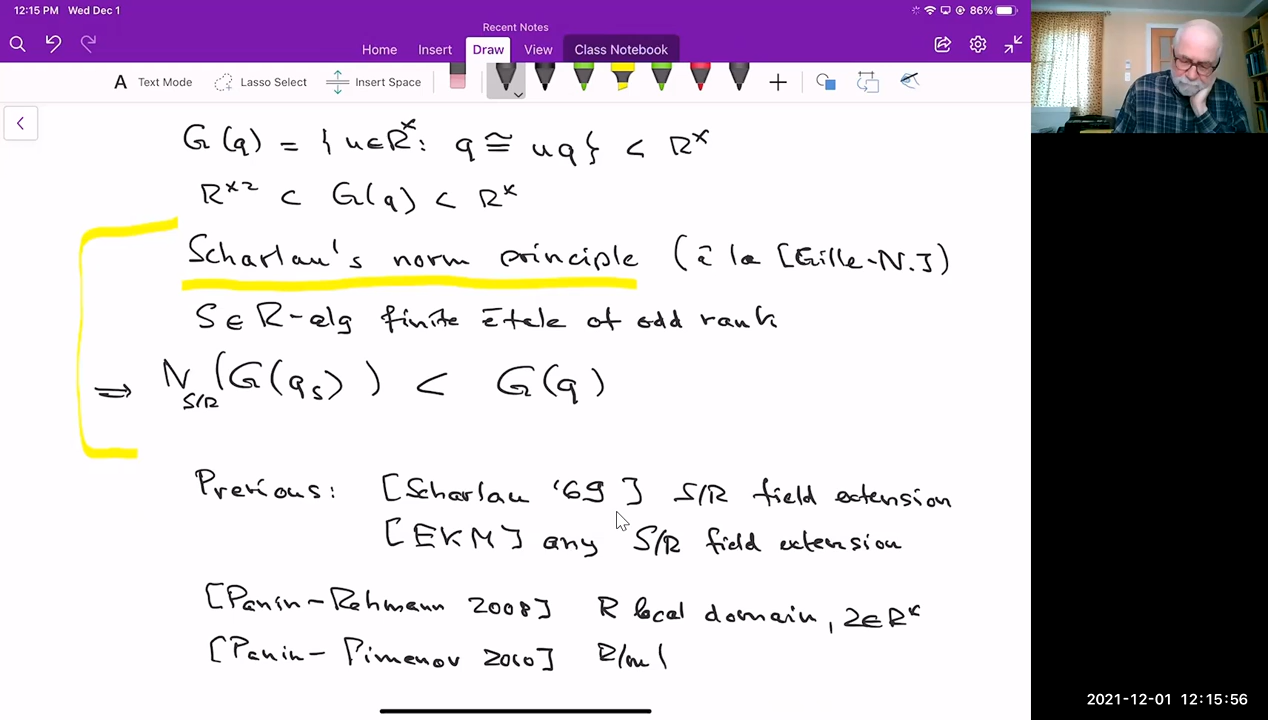 12:15 PM Wed Dec 1
86%
Recent Notes
Home Insert Draw View Class Notebook
A Text Mode Lasso Select Insert Space
G(q) = { u∈R^×: q ≅ uq } < R^×
R^×2 ⊂ G(q) < R^×
Scharlau's norm principle (à la [Gille-N.])
S∈R-alg finite étale of odd rank
⇒ N_S/R (G(q_S)) < G(q)
Previous: [Scharlau '69] S/R field extension
[EKM] any S/R field extension
[Panin-Rehmann 2008] R local domain, 2∈R^×
[Panin-Pimenov 2010] R/m (
2021-12-01 12:15:56